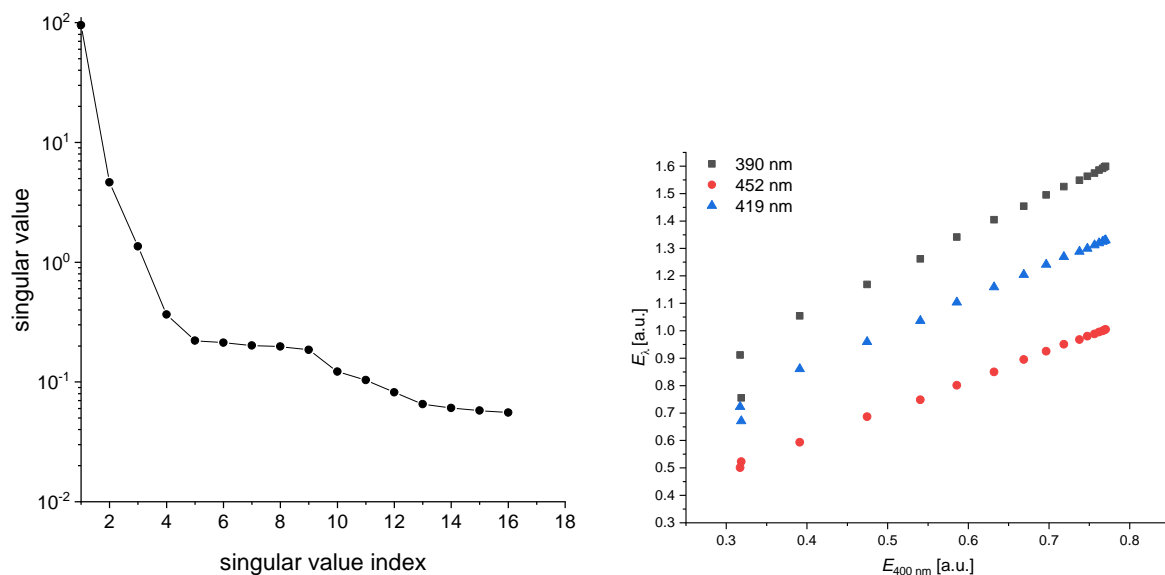 10²
10¹
10⁰
10⁻¹
10⁻²
singular value
2 4 6 8 10 12 14 16 18
singular value index
390 nm
452 nm
419 nm
1.6
1.5
1.4
1.3
1.2
1.1
1.0
0.9
0.8
0.7
0.6
0.5
0.4
0.3
E_λ [a.u.]
0.3 0.4 0.5 0.6 0.7 0.8
E_400 nm [a.u.]